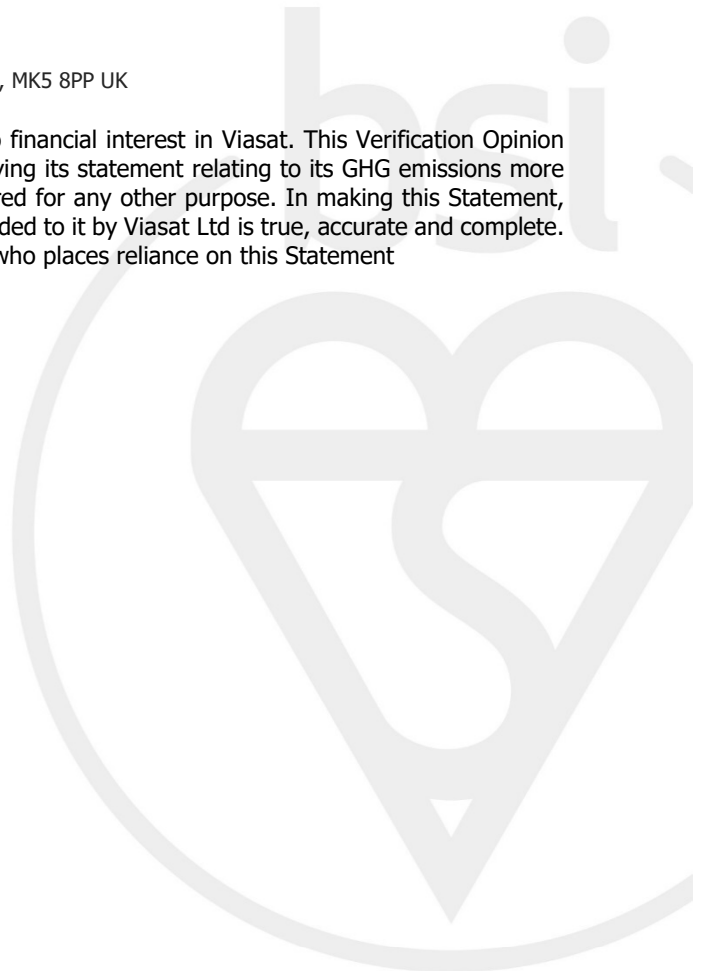 , MK5 8PP UK
financial interest in Viasat. This Verification Opinion
ving its statement relating to its GHG emissions more
red for any other purpose. In making this Statement,
ded to it by Viasat Ltd is true, accurate and complete.
who places reliance on this Statement
bsi.